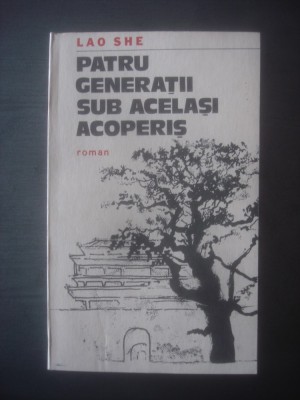 LAO SHE
PATRU
GENERAȚII
SUB ACELAȘI
ACOPERIȘ
roman